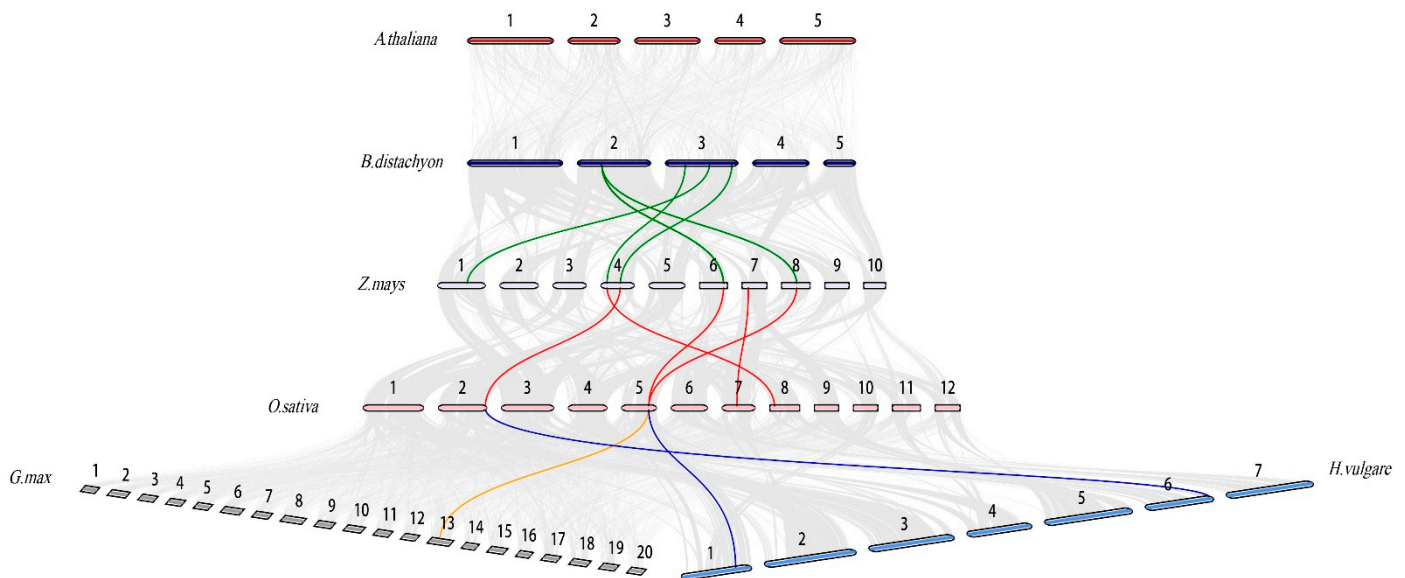 A.thaliana 1 2 3 4 5
B.distachyon 1 2 3 4 5
Z.mays 1 2 3 4 5 6 7 8 9 10
O.sativa 1 2 3 4 5 6 7 8 9 10 11 12
G.max 1 2 3 4 5 6 7 8 9 10 11 12 13 14 15 16 17 18 19 20
1 2 3 4 5 6 7 H.vulgare